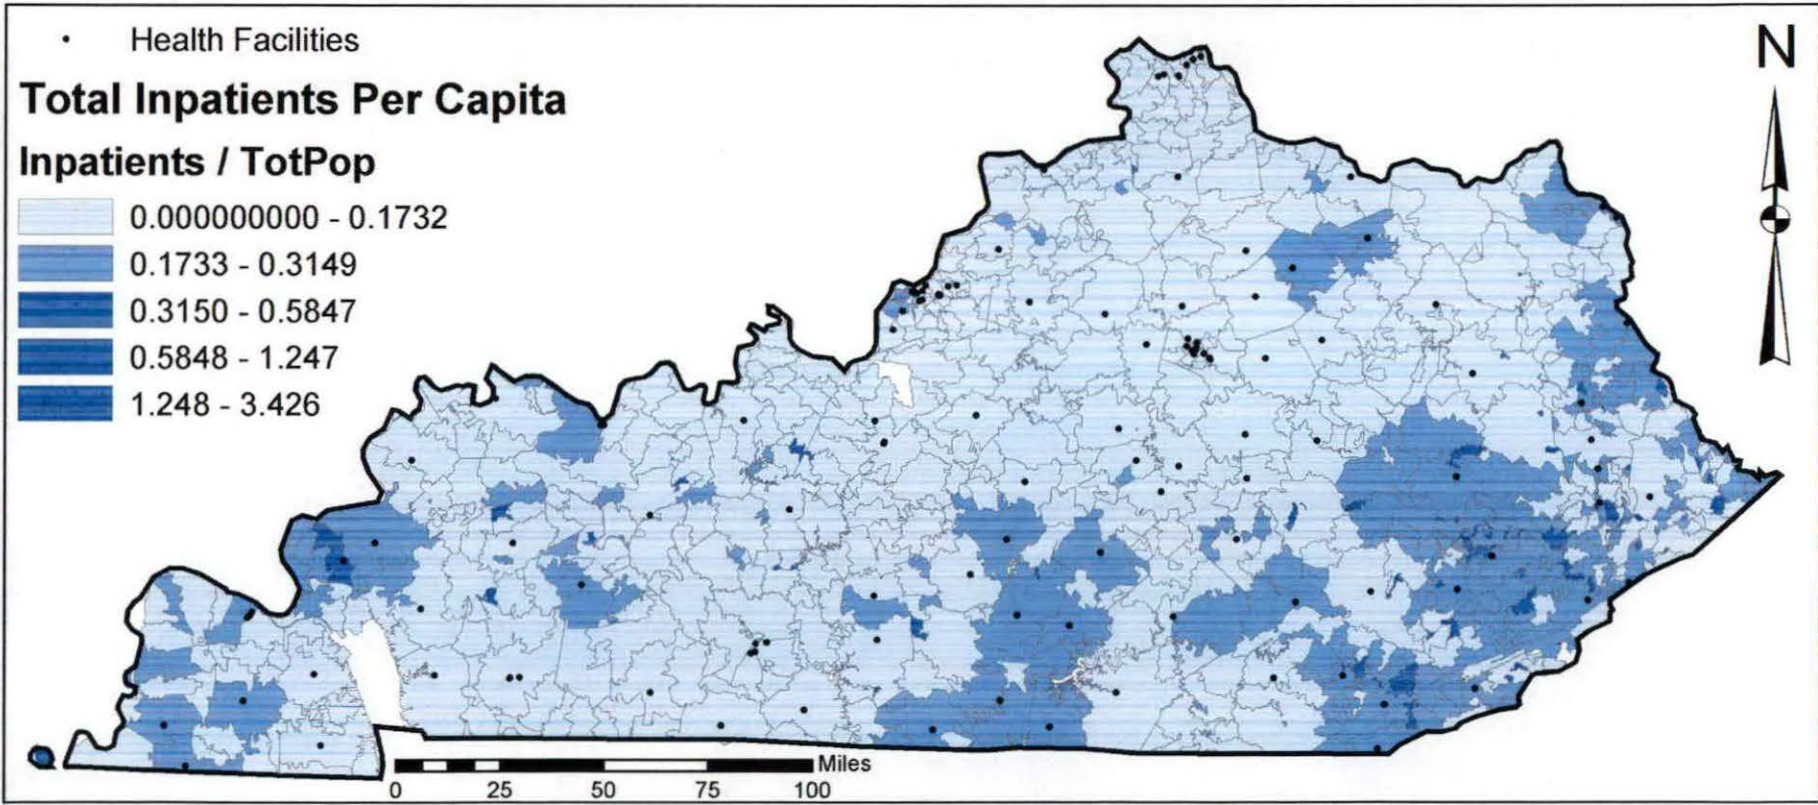 Health Facilities
N
Total Inpatients Per Capita
Inpatients / TotPop
0.000000000 - 0.1732
0.1733 - 0.3149
0.3150 - 0.5847
0.5848 - 1.247
1.248 - 3.426
Miles
0 25 50 75 100